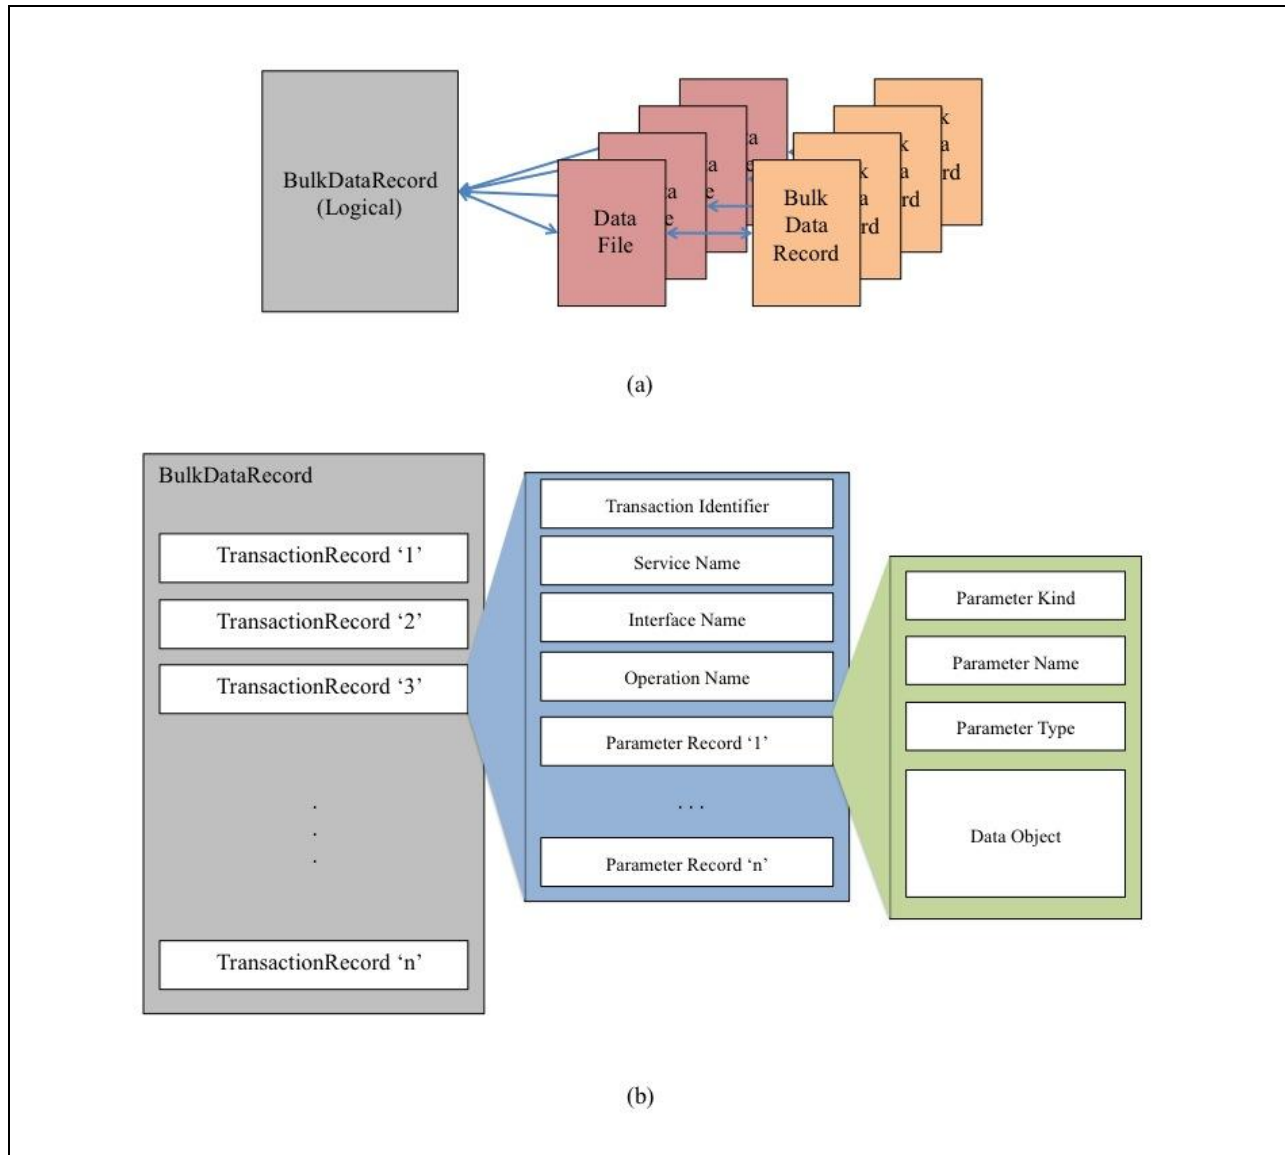 BulkDataRecord
(Logical)
Data
File
Bulk
Data
Record
(a)
BulkDataRecord
TransactionRecord ‘1’
TransactionRecord ‘2’
TransactionRecord ‘3’
.
.
.
TransactionRecord ‘n’
Transaction Identifier
Service Name
Interface Name
Operation Name
Parameter Record ‘1’
. . .
Parameter Record ‘n’
Parameter Kind
Parameter Name
Parameter Type
Data Object
(b)